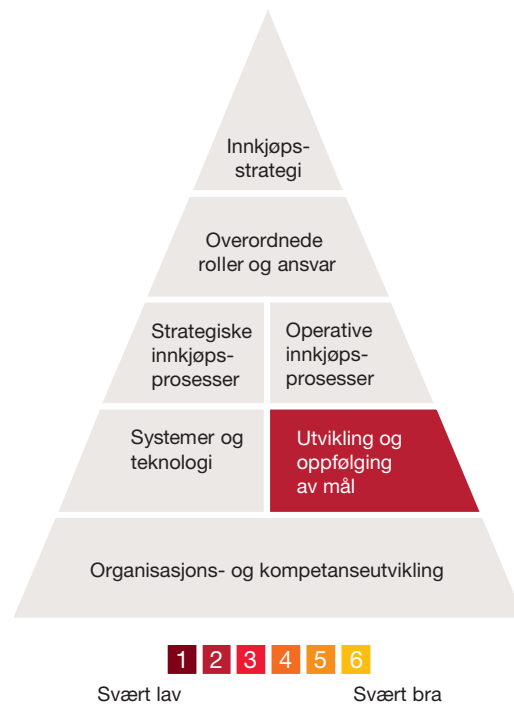 Innkjøps-
strategi
Overordnede
roller og ansvar
Strategiske
innkjøps-
prosesser
Operative
innkjøps-
prosesser
Systemer og
teknologi
Utvikling og
oppfølging
av mål
Organisasjons- og kompetanseutvikling
1 2 3 4 5 6
Svært lav Svært bra